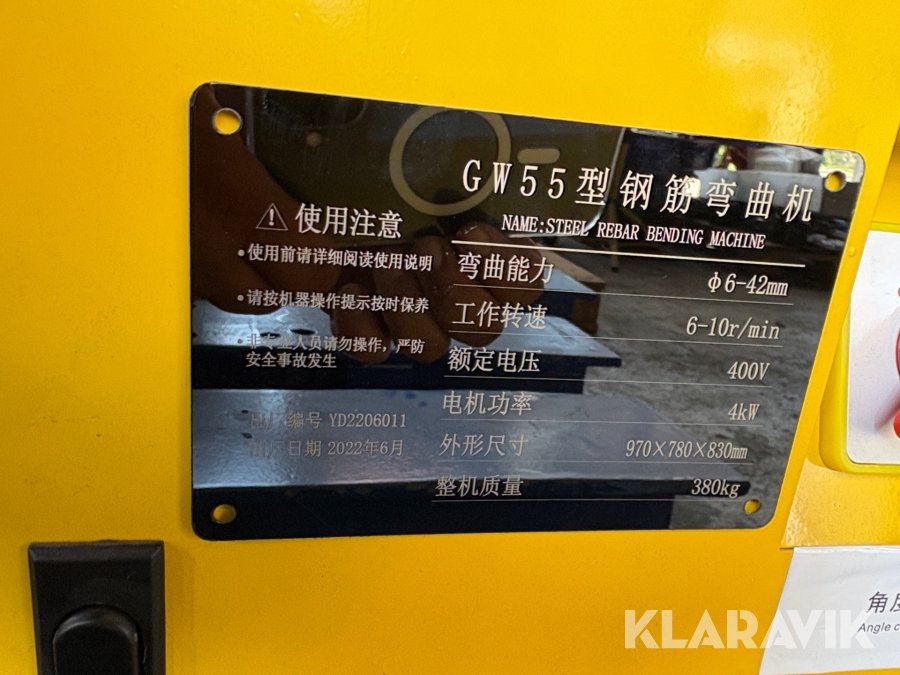 GW55型钢筋弯曲机
NAME:STEEL REBAR BENDING MACHINE
⚠使用注意
•使用前请详细阅读使用说明
•请按机器操作提示按时保养
•非专业人员请勿操作，严防
安全事故发生
编号 YD2206011
日期 2022年6月
弯曲能力 ф6-42mm
工作转速 6-10r/min
额定电压 400V
电机功率 4kW
外形尺寸 970×780×830mm
整机质量 380kg
角
Angle
KLARAVIK